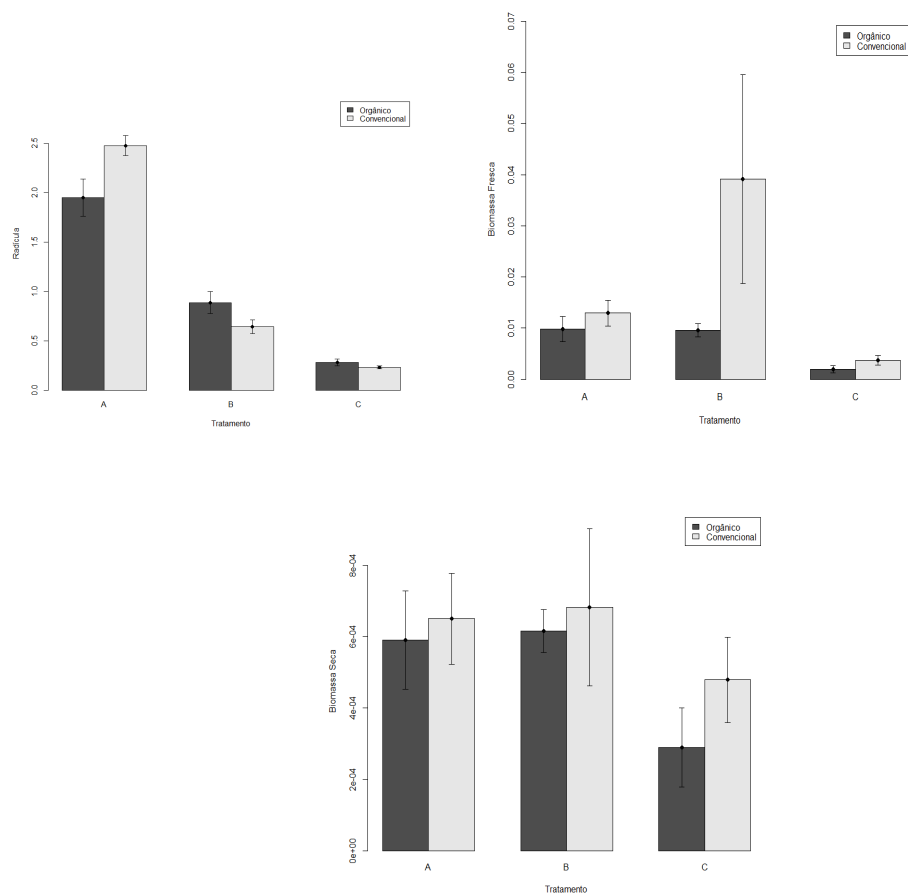 Orgânico
Convencional
Radícula
0.0 0.5 1.0 1.5 2.0 2.5
A B C
Tratamento
Orgânico
Convencional
Biomassa Fresca
0.00 0.01 0.02 0.03 0.04 0.05 0.06 0.07
A B C
Tratamento
Orgânico
Convencional
Biomassa Seca
0e+00 2e-04 4e-04 6e-04 8e-04
A B C
Tratamento